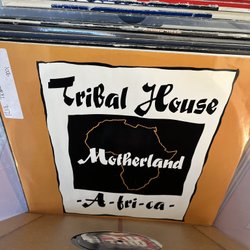 Tribal House
Motherland
-A-fri-ca-